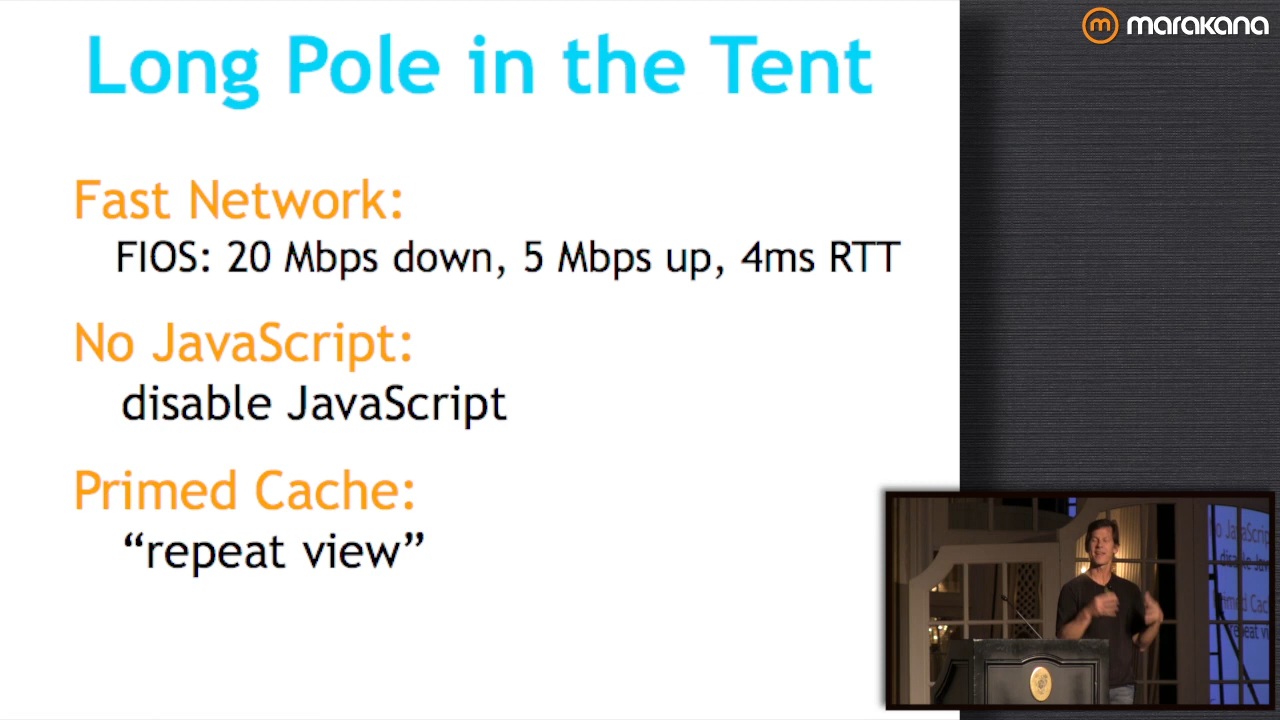 marakana
Long Pole in the Tent
Fast Network:
FIOS: 20 Mbps down, 5 Mbps up, 4ms RTT
No JavaScript:
disable JavaScript
Primed Cache:
“repeat view”